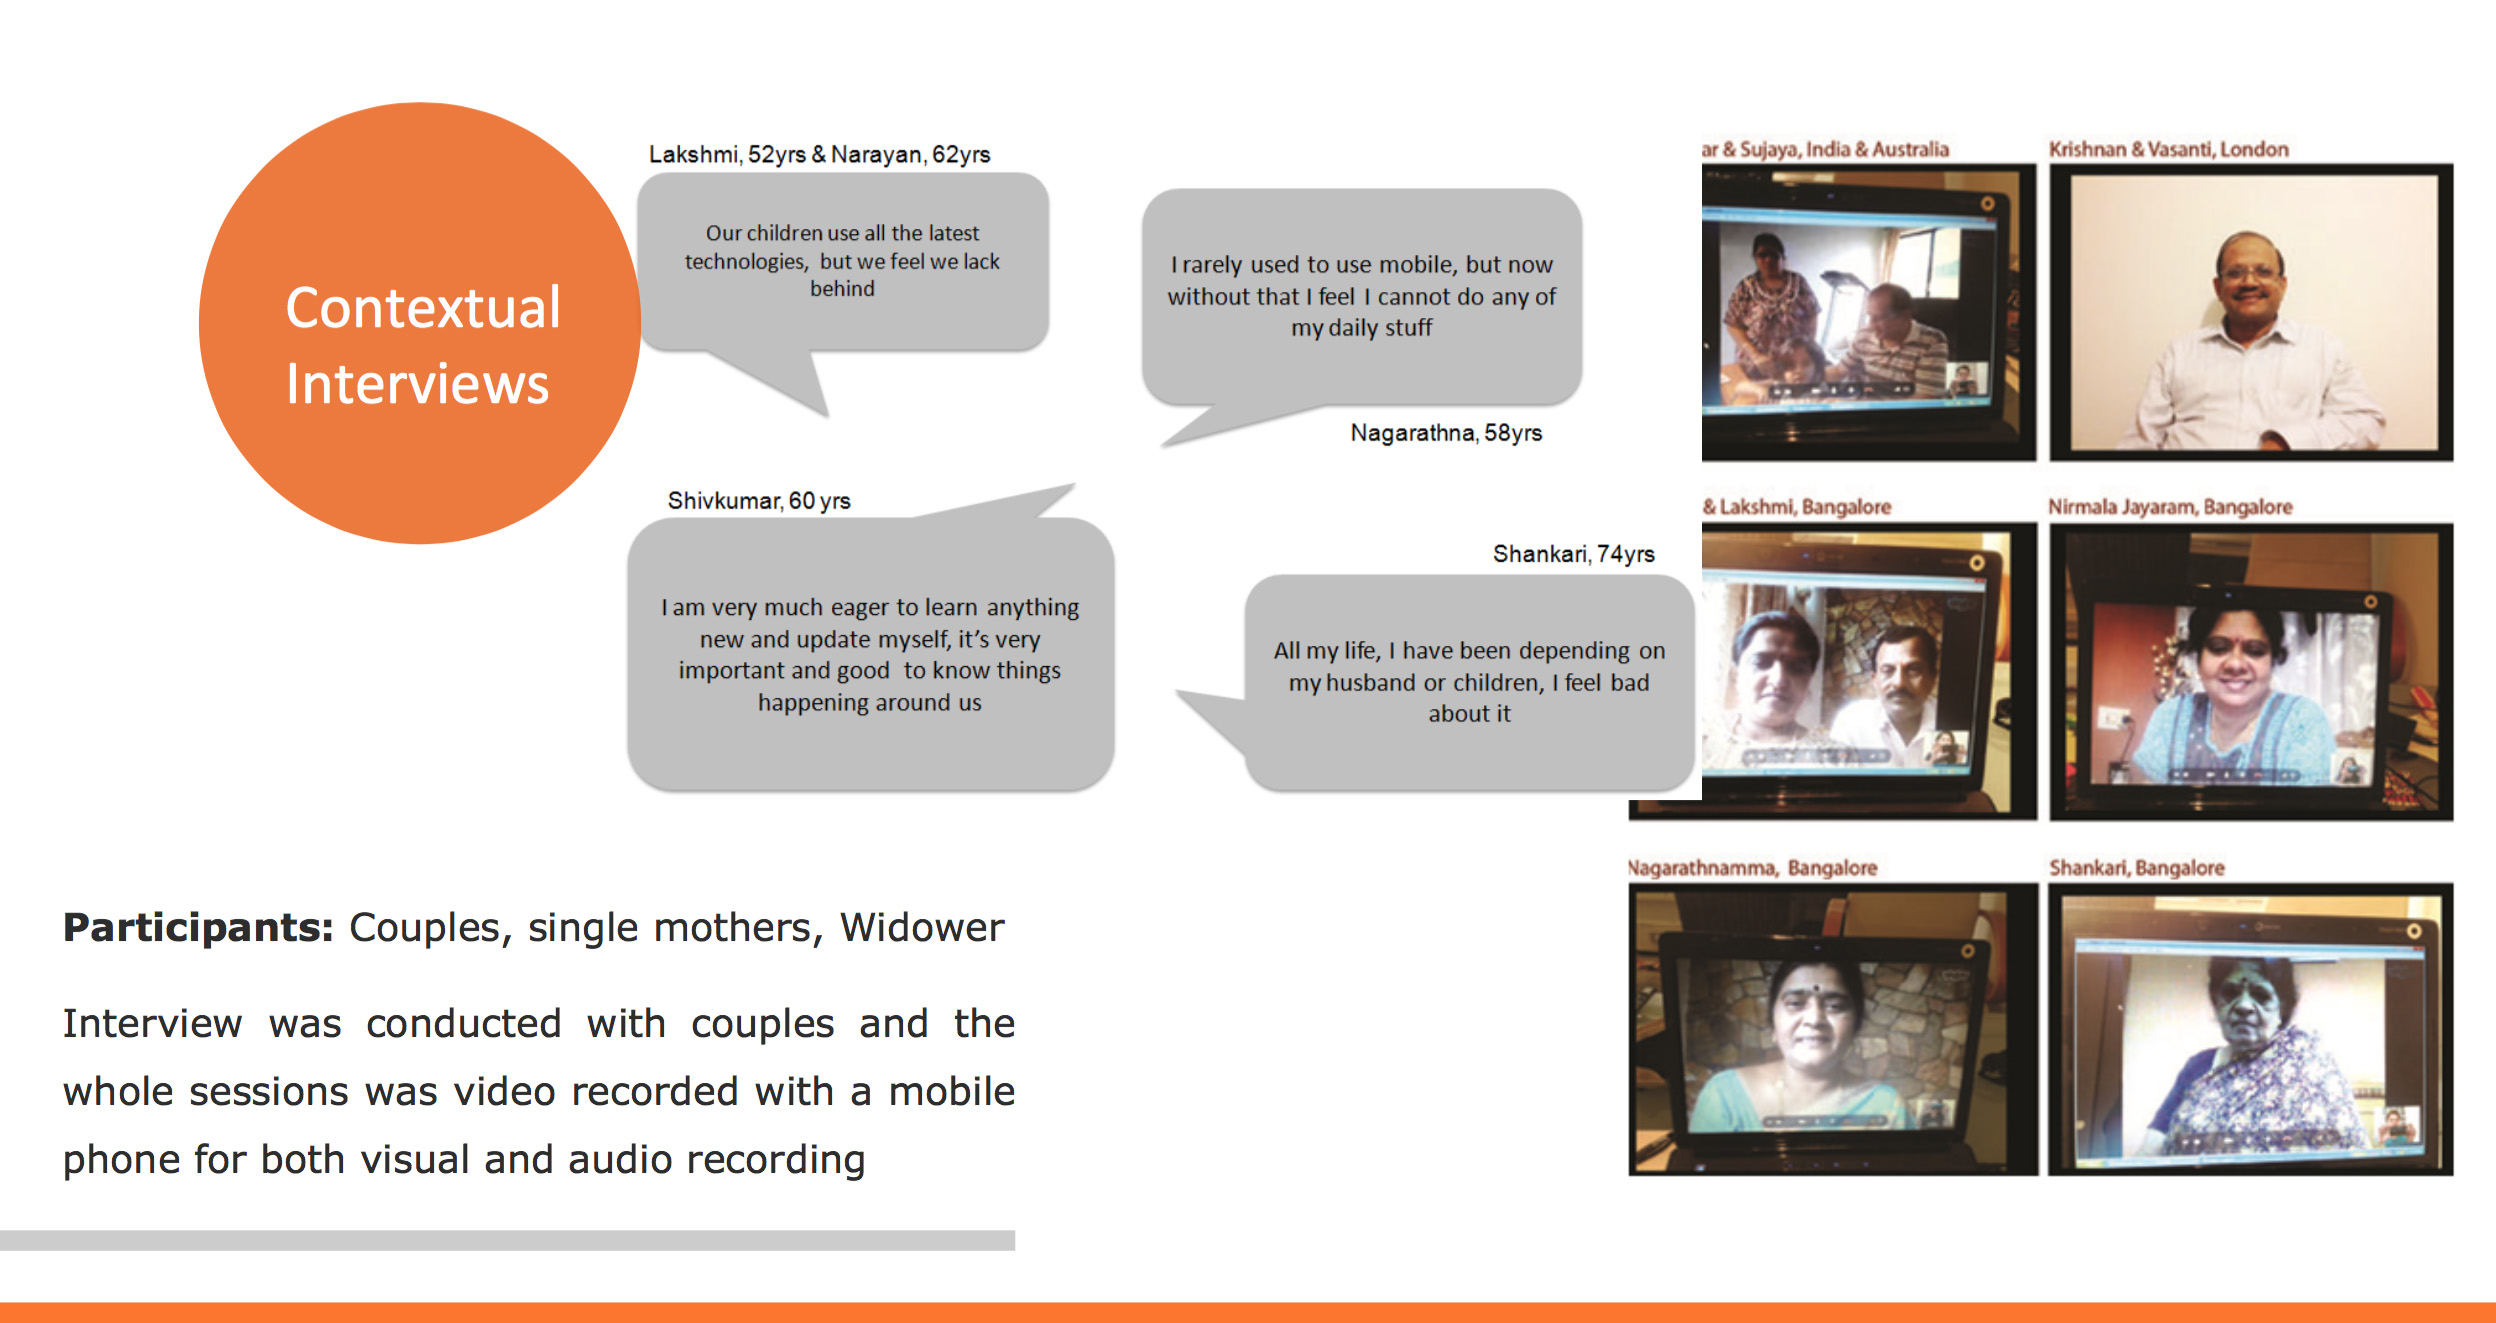 Contextual
Interviews
Lakshmi, 52yrs & Narayan, 62yrs
Our children use all the latest
technologies, but we feel we lack
behind
I rarely used to use mobile, but now
without that I feel I cannot do any of
my daily stuff
Nagarathna, 58yrs
Shivkumar, 60 yrs
I am very much eager to learn anything
new and update myself, it’s very
important and good to know things
happening around us
Shankari, 74yrs
All my life, I have been depending on
my husband or children, I feel bad
about it
ar & Sujaya, India & Australia
Krishnan & Vasanti, London
& Lakshmi, Bangalore
Nirmala Jayaram, Bangalore
Nagarathnamma, Bangalore
Shankari, Bangalore
Participants: Couples, single mothers, Widower
Interview was conducted with couples and the
whole sessions was video recorded with a mobile
phone for both visual and audio recording